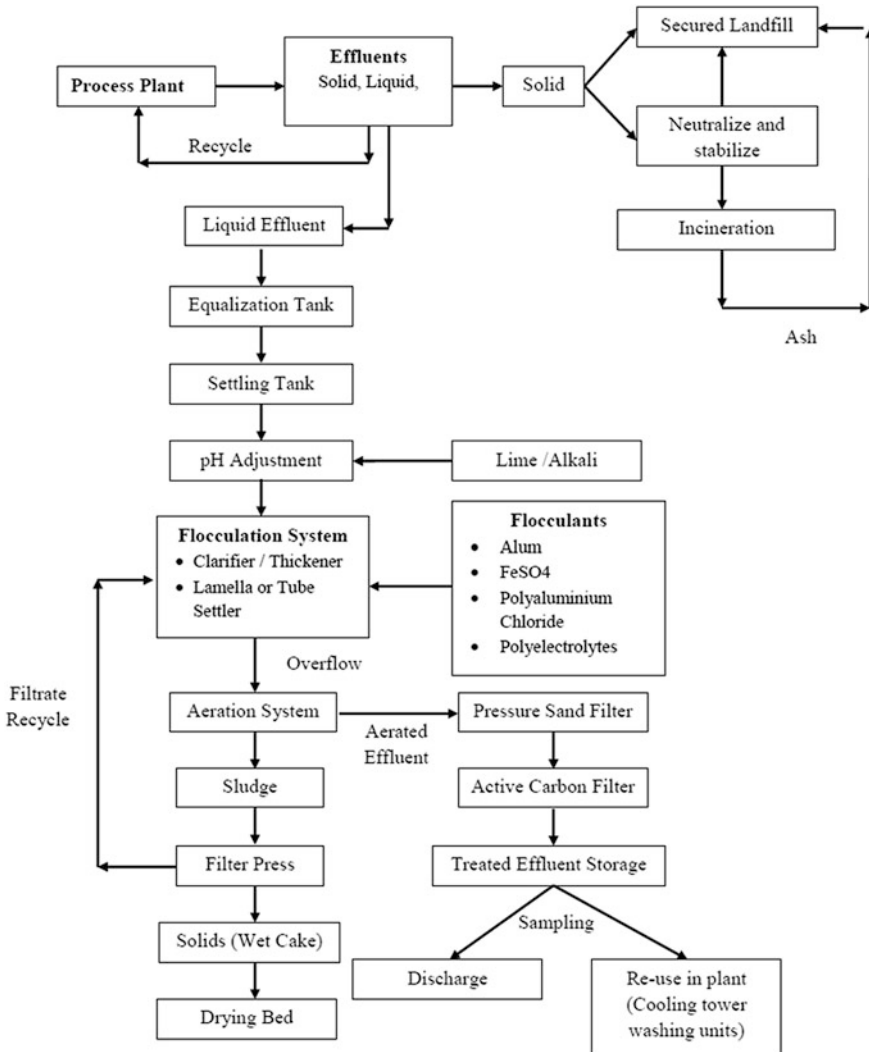 Process Plant
Effluents
Solid, Liquid,
Solid
Secured Landfill
Neutralize and
stabilize
Recycle
Liquid Effluent
Incineration
Ash
Equalization Tank
Settling Tank
pH Adjustment
Lime /Alkali
Flocculation System
• Clarifier / Thickener
• Lamella or Tube
Settler
Flocculants
• Alum
• FeSO4
• Polyaluminium
Chloride
• Polyelectrolytes
Overflow
Filtrate
Recycle
Aeration System
Aerated
Effluent
Pressure Sand Filter
Sludge
Active Carbon Filter
Filter Press
Treated Effluent Storage
Sampling
Solids (Wet Cake)
Drying Bed
Discharge
Re-use in plant
(Cooling tower
washing units)